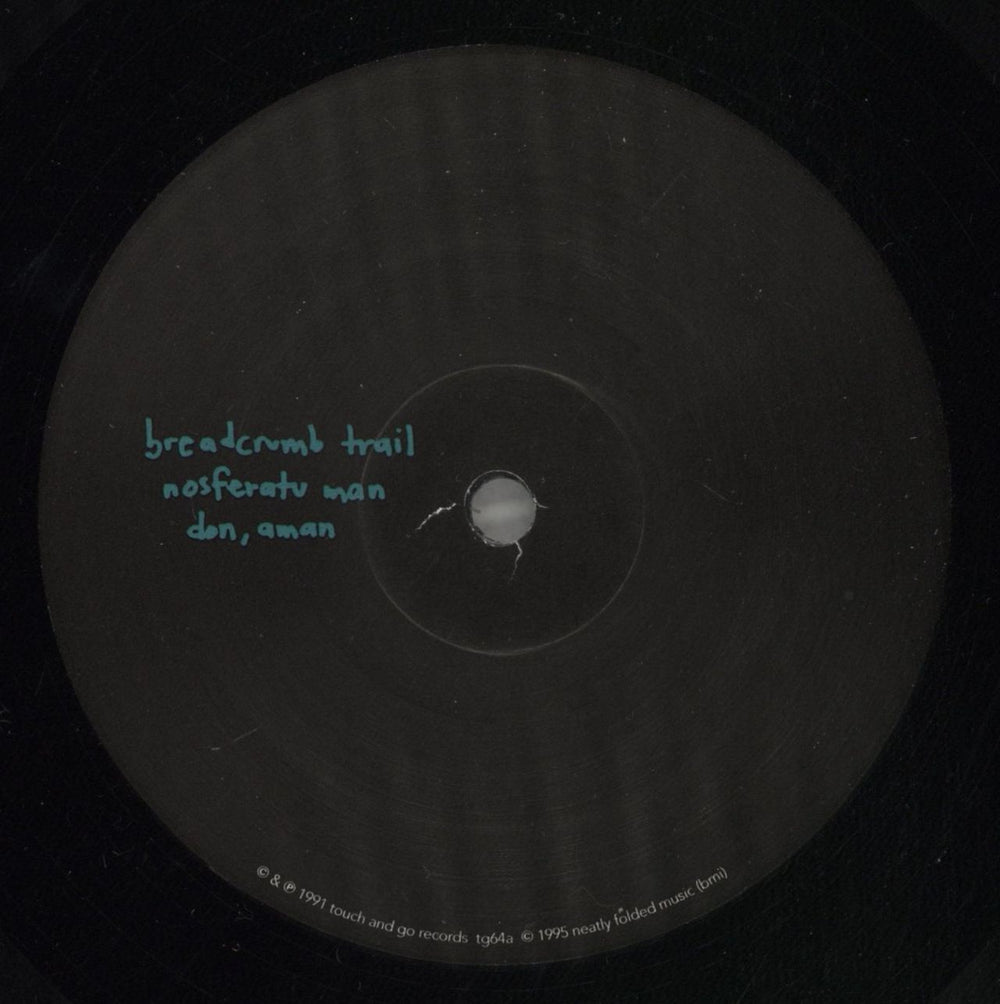 breadcrumb trail
nosferatu man
don, aman
© & ℗ 1991 touch and go records tg64a © 1995 neatly folded music (bmi)